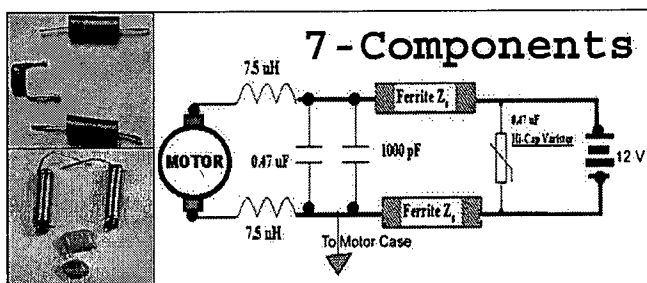 7-Components
7.5 uH
Ferrite Z
0.47 uF
Hi-Cap Varistor
MOTOR
0.47 uF
1000 pF
12 V
Ferrite Z
7.5 uH
To Motor Case